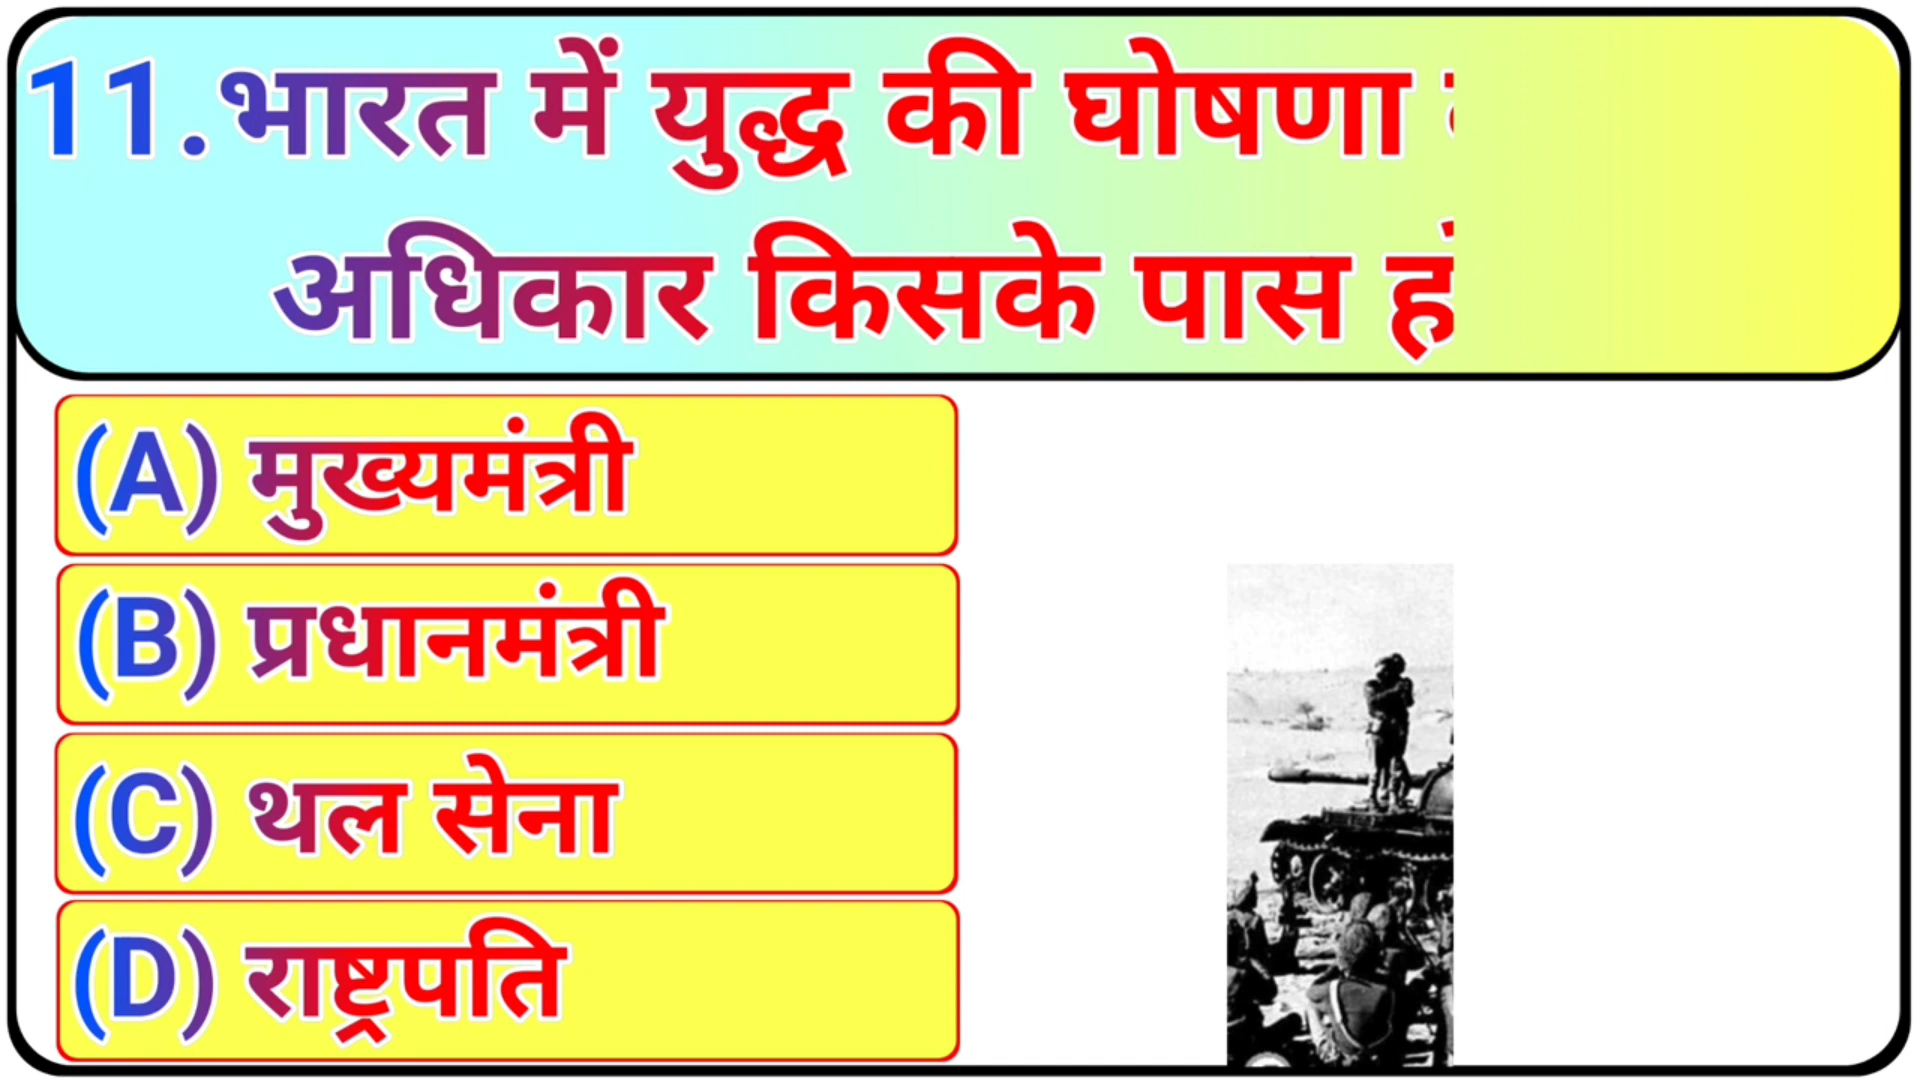 11.भारत में युद्ध की घोषणा
अधिकार किसके पास
(A) मुख्यमंत्री
(B) प्रधानमंत्री
(C) थल सेना
(D) राष्ट्रपति